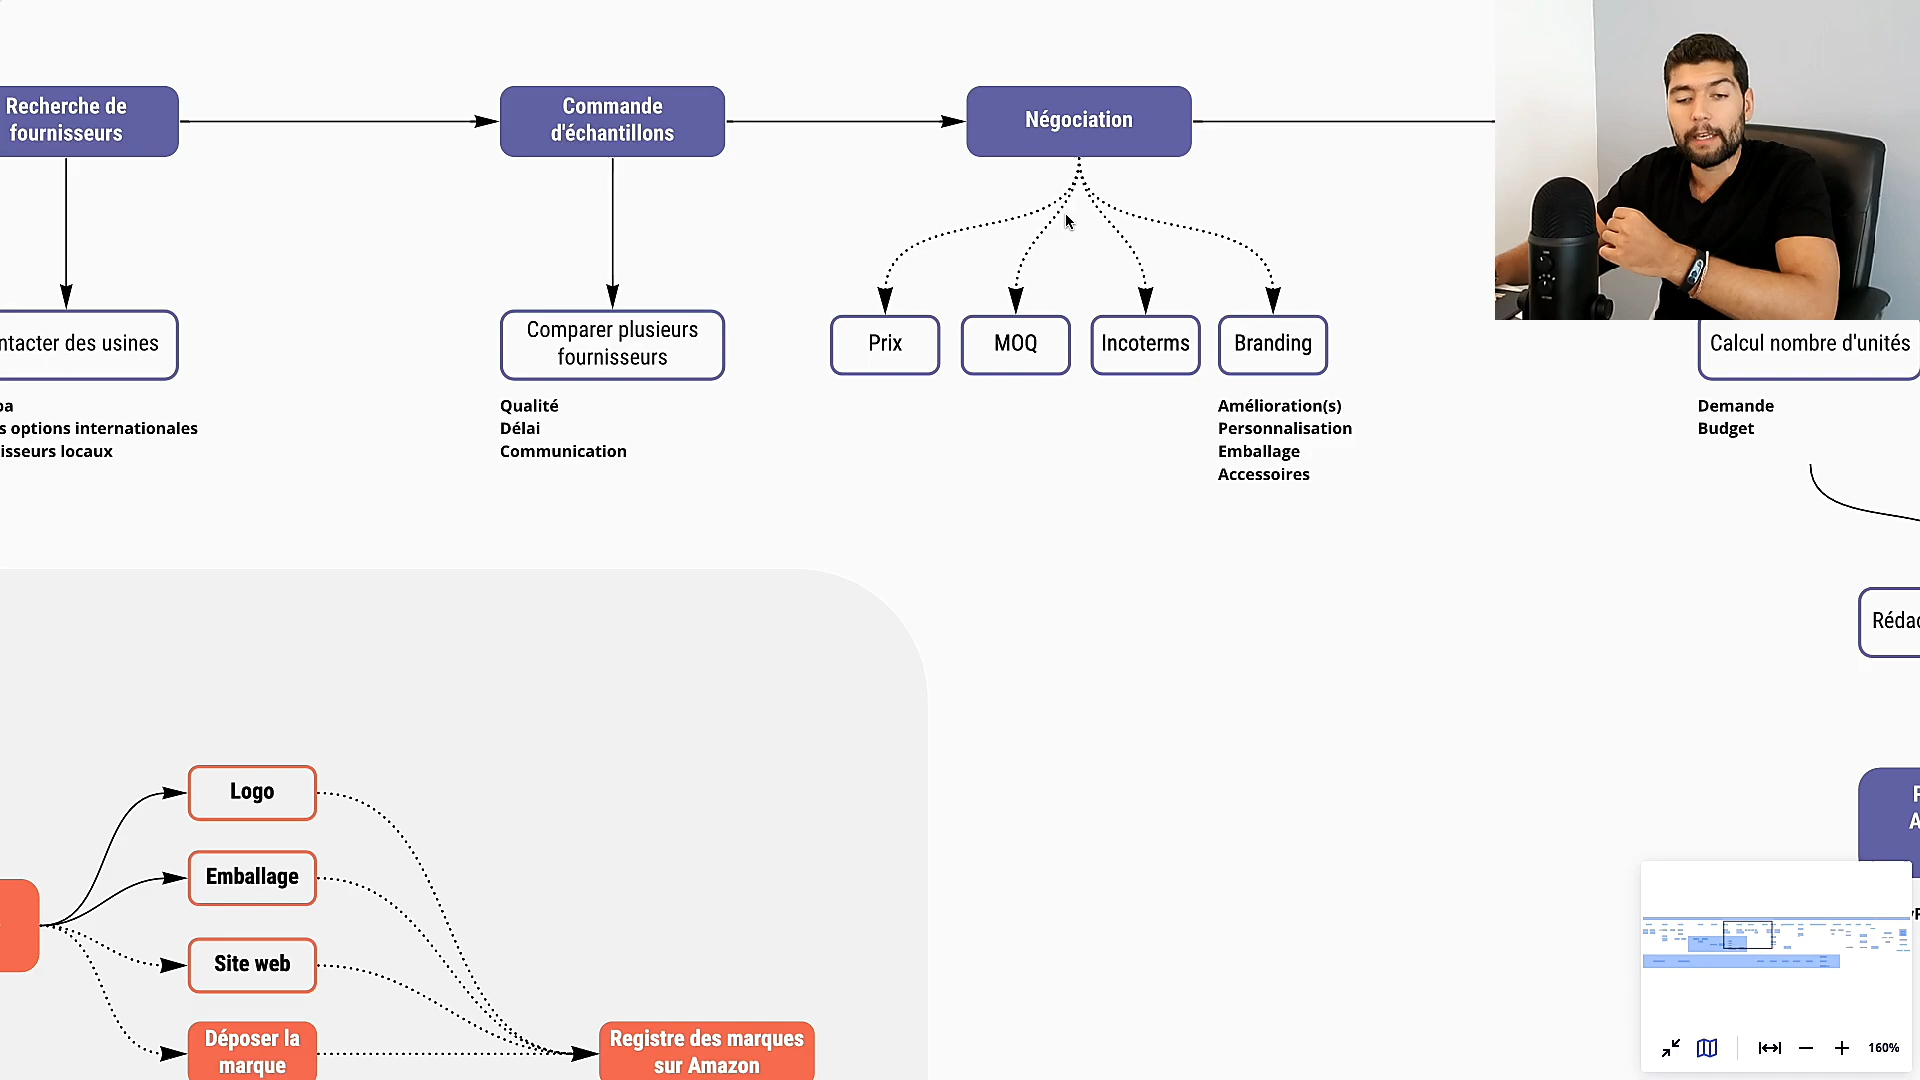 Recherche de
fournisseurs
Commande
d'échantillons
Négociation
ntacter des usines
Comparer plusieurs
fournisseurs
Prix
MOQ
Incoterms
Branding
Calcul nombre d'unités
pa
s options internationales
isseurs locaux
Qualité
Délai
Communication
Amélioration(s)
Personnalisation
Emballage
Accessoires
Demande
Budget
Rédac
Logo
Emballage
Site web
Déposer la
marque
Registre des marques
sur Amazon
160%